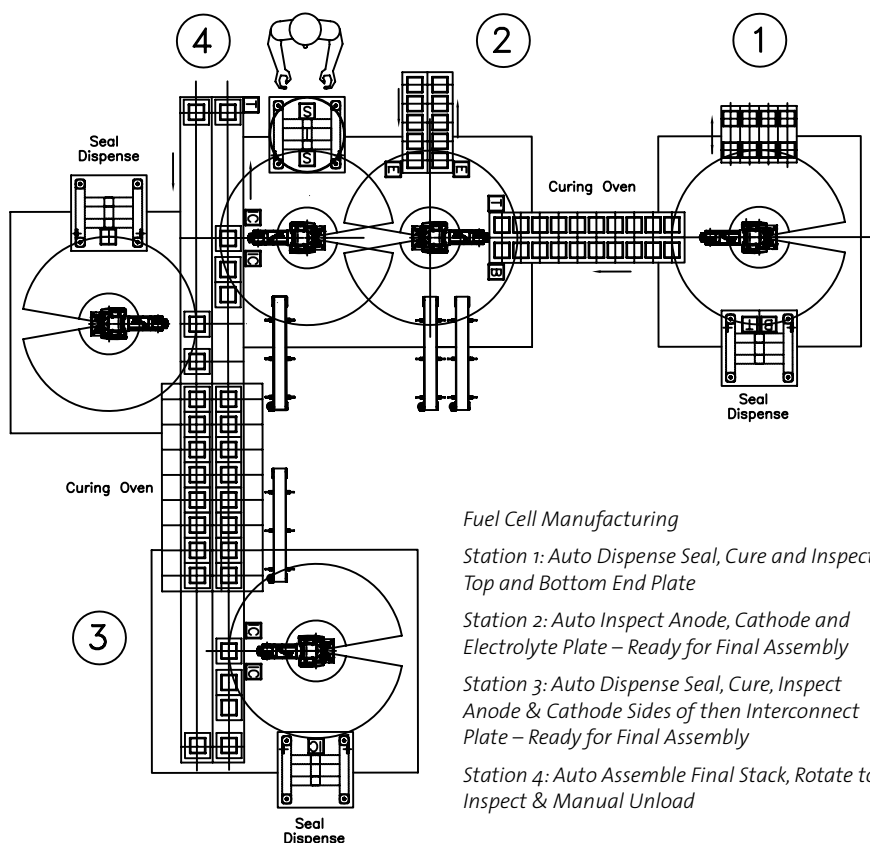 4
2
1
T
S
I
S
Seal
Dispense
E
E
Curing Oven
T
C
C
B
T B
Seal
Dispense
Curing Oven
Fuel Cell Manufacturing
Station 1: Auto Dispense Seal, Cure and Inspect
Top and Bottom End Plate
3
IC
IC
Station 2: Auto Inspect Anode, Cathode and
Electrolyte Plate – Ready for Final Assembly
Station 3: Auto Dispense Seal, Cure, Inspect
Anode & Cathode Sides of then Interconnect
Plate – Ready for Final Assembly
Station 4: Auto Assemble Final Stack, Rotate to
Inspect & Manual Unload
Seal
Dispense